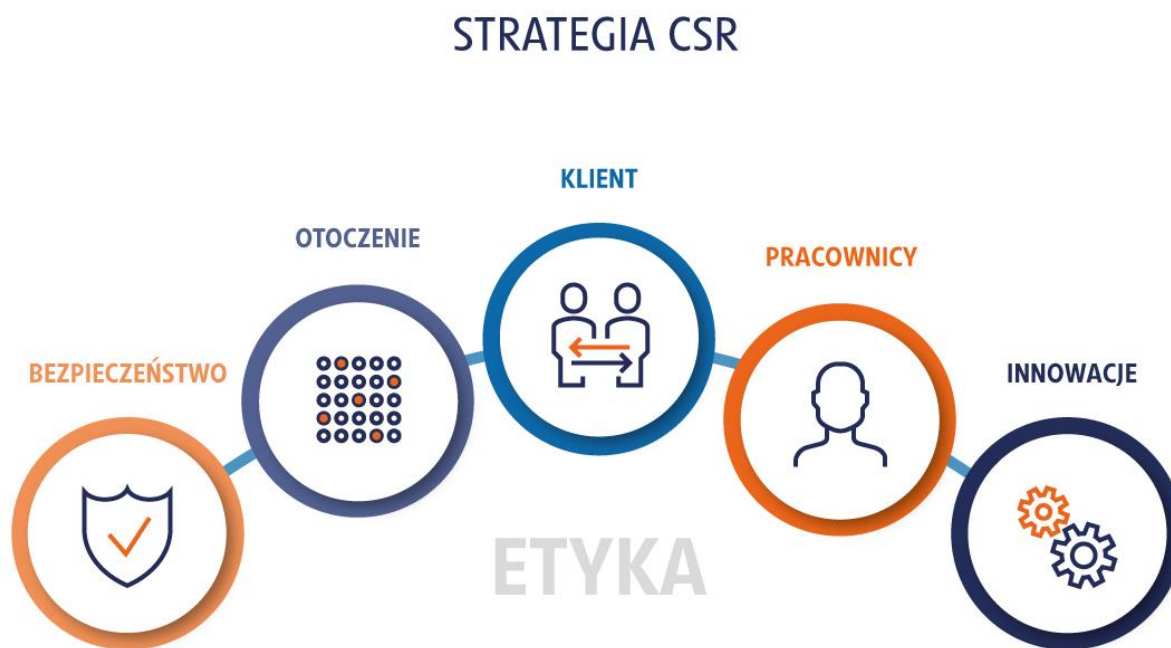 STRATEGIA CSR
KLIENT
OTOCZENIE
PRACOWNICY
BEZPIECZEŃSTWO
INNOWACJE
ETYKA